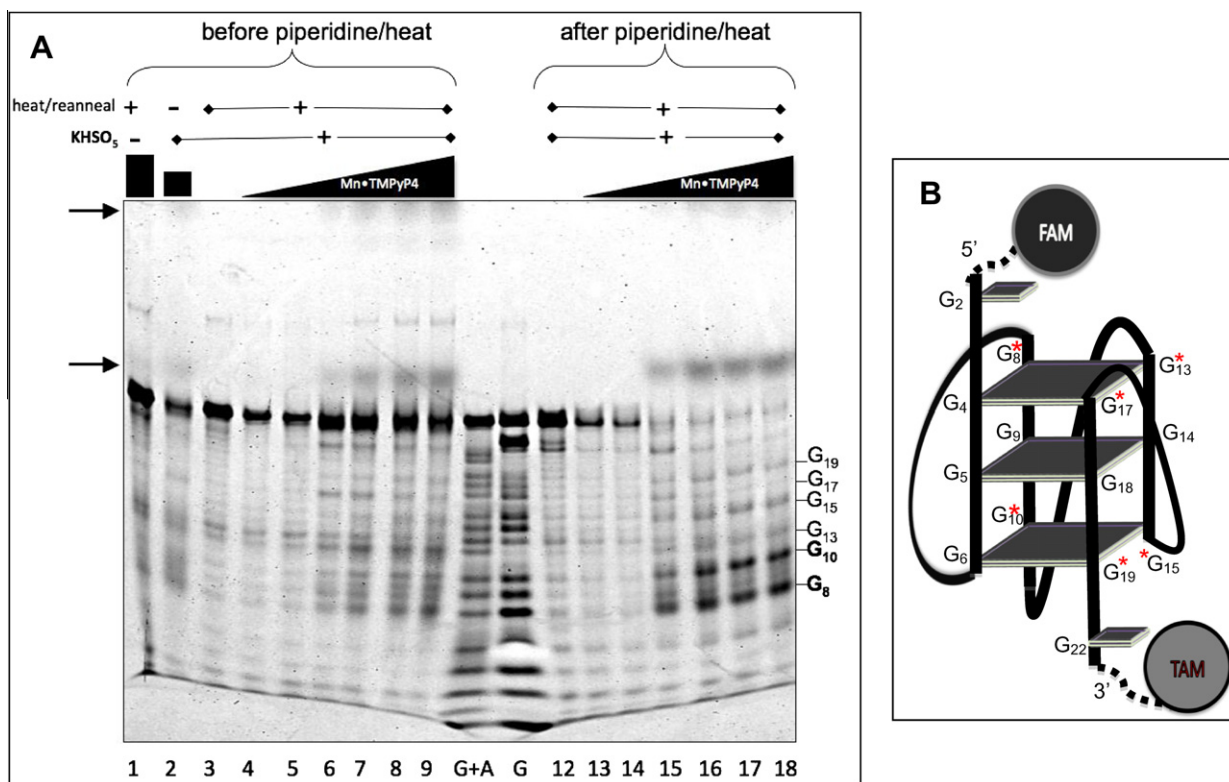 A
before piperidine/heat after piperidine/heat
heat/reanneal + - + +
KHSO5 - + +
Mn•TMPyP4 Mn•TMPyP4
G19
G17
G15
G13
G10
G8
1 2 3 4 5 6 7 8 9 G+A G 12 13 14 15 16 17 18
B
FAM
5’
G2
G8* G13*
G4 G17*
G9 G14
G5 G18
G10*
G6 G19* *G15
G22
3’ TAM